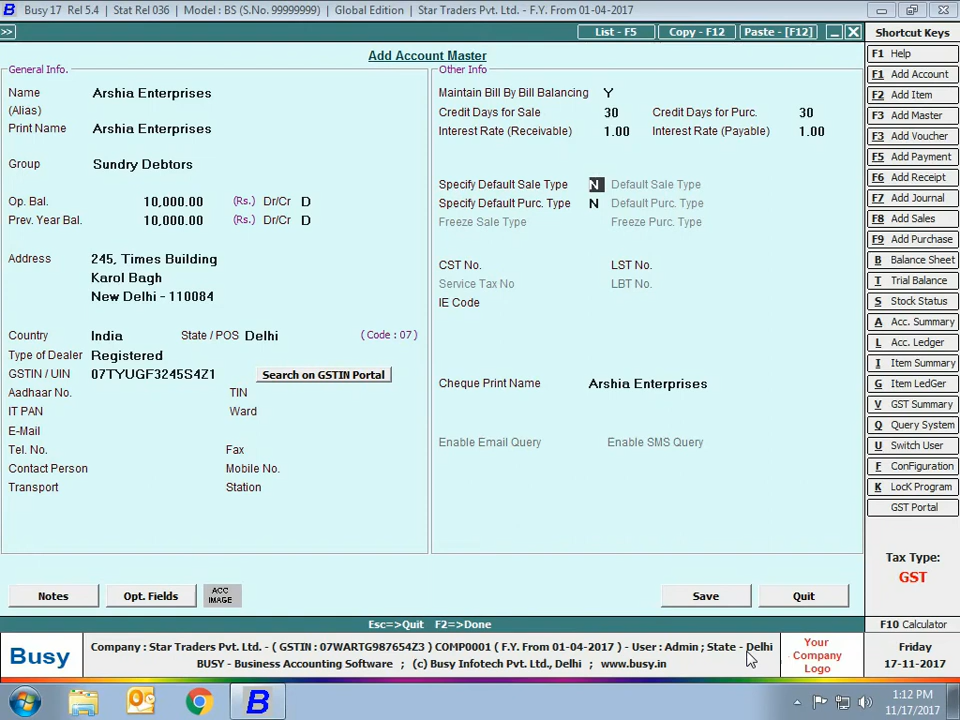 Busy 17 Rel 5.4 | Stat Rel 036 | Model : BS (S.No. 99999999) | Global Edition | Star Traders Pvt. Ltd. - F.Y. From 01-04-2017
>> List - F5 Copy - F12 Paste - [F12]
Add Account Master
General Info.
Name Arshia Enterprises
(Alias)
Print Name Arshia Enterprises
Group Sundry Debtors
Op. Bal. 10,000.00 (Rs.) Dr/Cr D
Prev. Year Bal. 10,000.00 (Rs.) Dr/Cr D
Address 245, Times Building
Karol Bagh
New Delhi - 110084
Country India State / POS Delhi ( Code : 07 )
Type of Dealer Registered
GSTIN / UIN 07TYUGF3245S4Z1 Search on GSTIN Portal
Aadhaar No. TIN
IT PAN Ward
E-Mail
Tel. No. Fax
Contact Person Mobile No.
Transport Station
Other Info
Maintain Bill By Bill Balancing Y
Credit Days for Sale 30 Credit Days for Purc. 30
Interest Rate (Receivable) 1.00 Interest Rate (Payable) 1.00
Specify Default Sale Type N Default Sale Type
Specify Default Purc. Type N Default Purc. Type
Freeze Sale Type Freeze Purc. Type
CST No. LST No.
Service Tax No LBT No.
IE Code
Cheque Print Name Arshia Enterprises
Enable Email Query Enable SMS Query
Notes Opt. Fields ACC IMAGE Save Quit
Esc=>Quit F2=>Done
Shortcut Keys
F1 Help
F1 Add Account
F2 Add Item
F3 Add Master
F3 Add Voucher
F5 Add Payment
F6 Add Receipt
F7 Add Journal
F8 Add Sales
F9 Add Purchase
B Balance Sheet
T Trial Balance
S Stock Status
A Acc. Summary
L Acc. Ledger
I Item Summary
G Item LedGer
V GST Summary
Q Query System
U Switch User
F ConFiguration
K LocK Program
GST Portal
Tax Type:
GST
F10 Calculator
Busy
Company : Star Traders Pvt. Ltd. - ( GSTIN : 07WARTG987654Z3 ) COMP0001 ( F.Y. From 01-04-2017 ) - User : Admin ; State - Delhi
BUSY - Business Accounting Software ; (c) Busy Infotech Pvt. Ltd., Delhi ; www.busy.in
Your
Company
Logo
Friday
17-11-2017
1:12 PM
11/17/2017